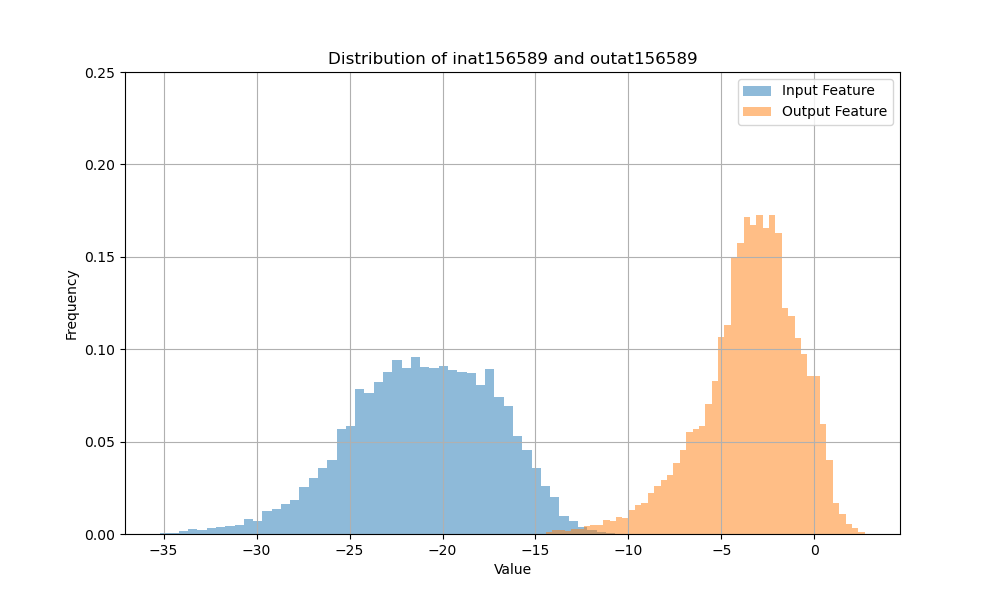 Distribution of inat156589 and outat156589
Input Feature
Output Feature
0.25
0.20
0.15
0.10
0.05
0.00
Frequency
−35 −30 −25 −20 −15 −10 −5 0
Value